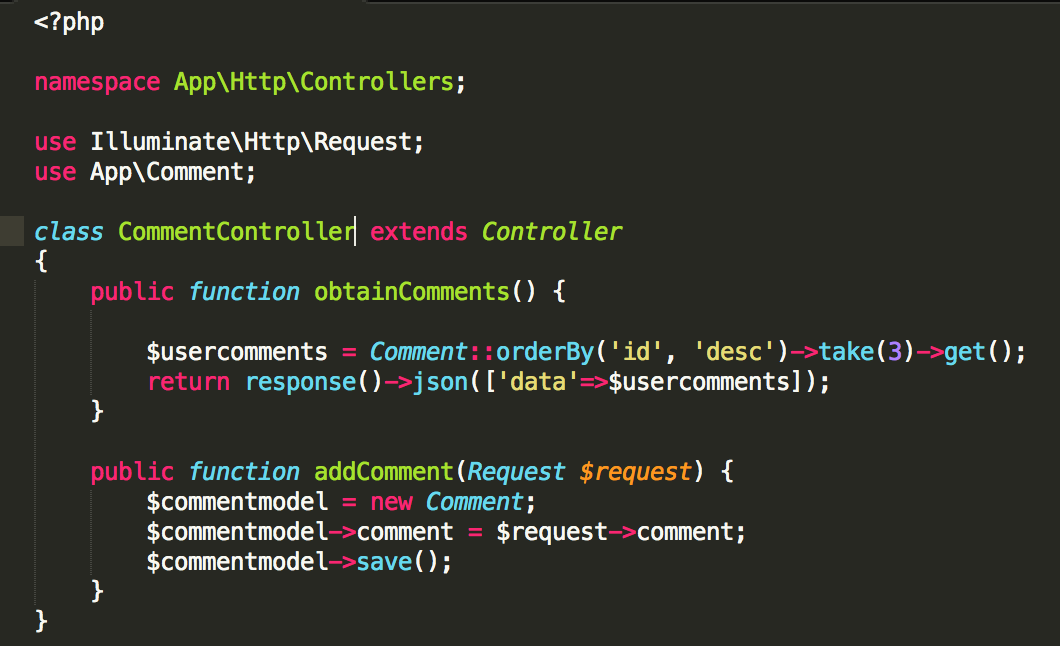 <?php
namespace App\Http\Controllers;
use Illuminate\Http\Request;
use App\Comment;
class CommentController extends Controller
{
public function obtainComments() {
$usercomments = Comment::orderBy('id', 'desc')->take(3)->get();
return response()->json(['data'=>$usercomments]);
}
public function addComment(Request $request) {
$commentmodel = new Comment;
$commentmodel->comment = $request->comment;
$commentmodel->save();
}
}